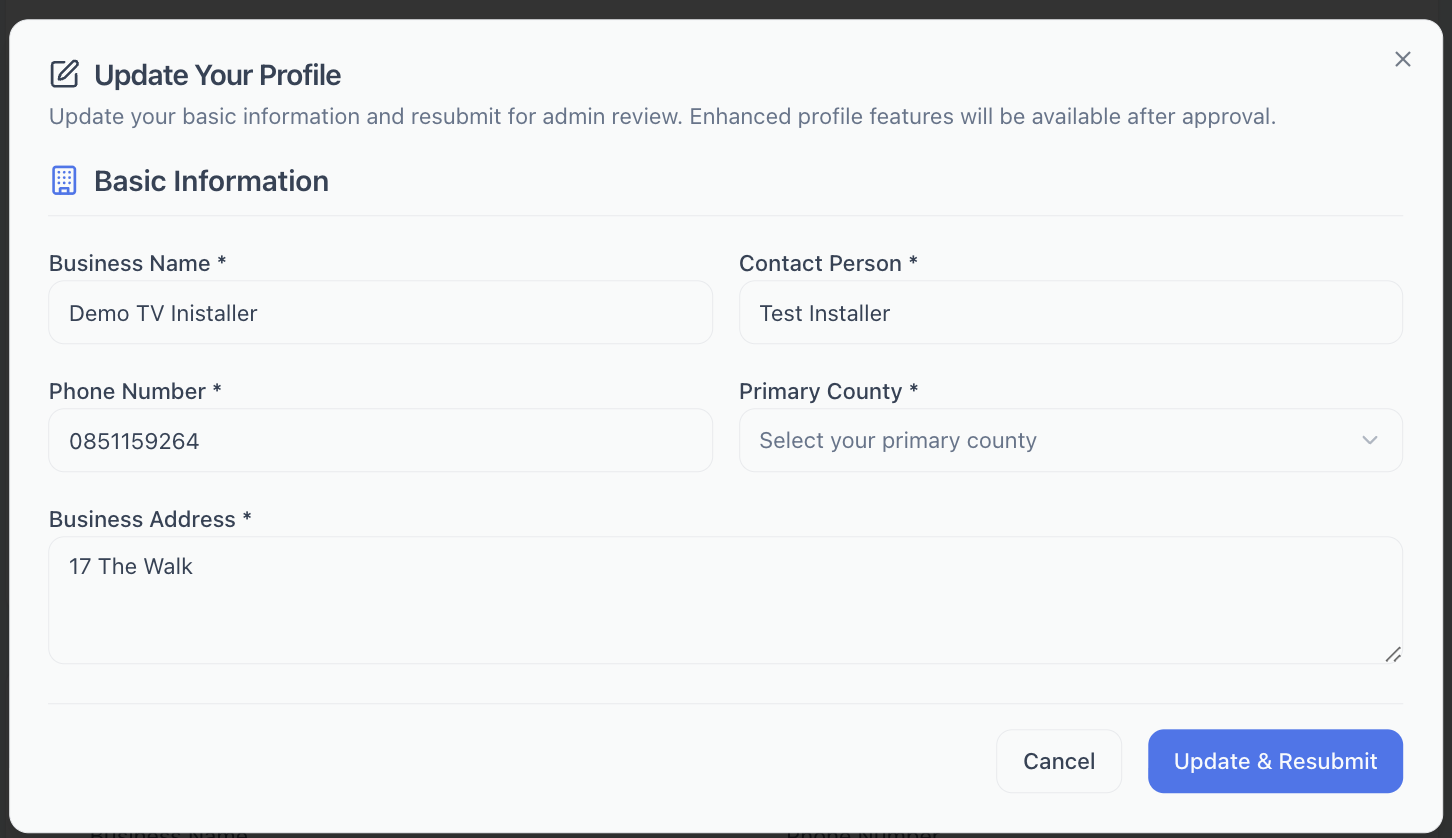 Update Your Profile
Update your basic information and resubmit for admin review. Enhanced profile features will be available after approval.
Basic Information
Business Name *
Contact Person *
Demo TV Inistaller
Test Installer
Phone Number *
Primary County *
0851159264
Select your primary county
Business Address *
17 The Walk
Cancel
Update & Resubmit
Business Name
Phone Number